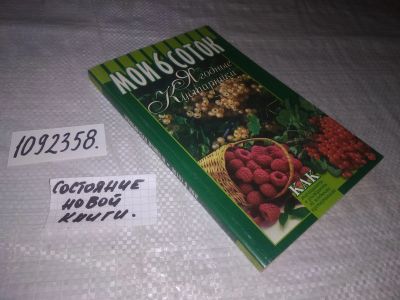 МОИ 6 СОТОК
Ягодные
Кустарники
КАК
1092358.
СОСТОЯНИЕ
НОВОЙ
КНИГИ.